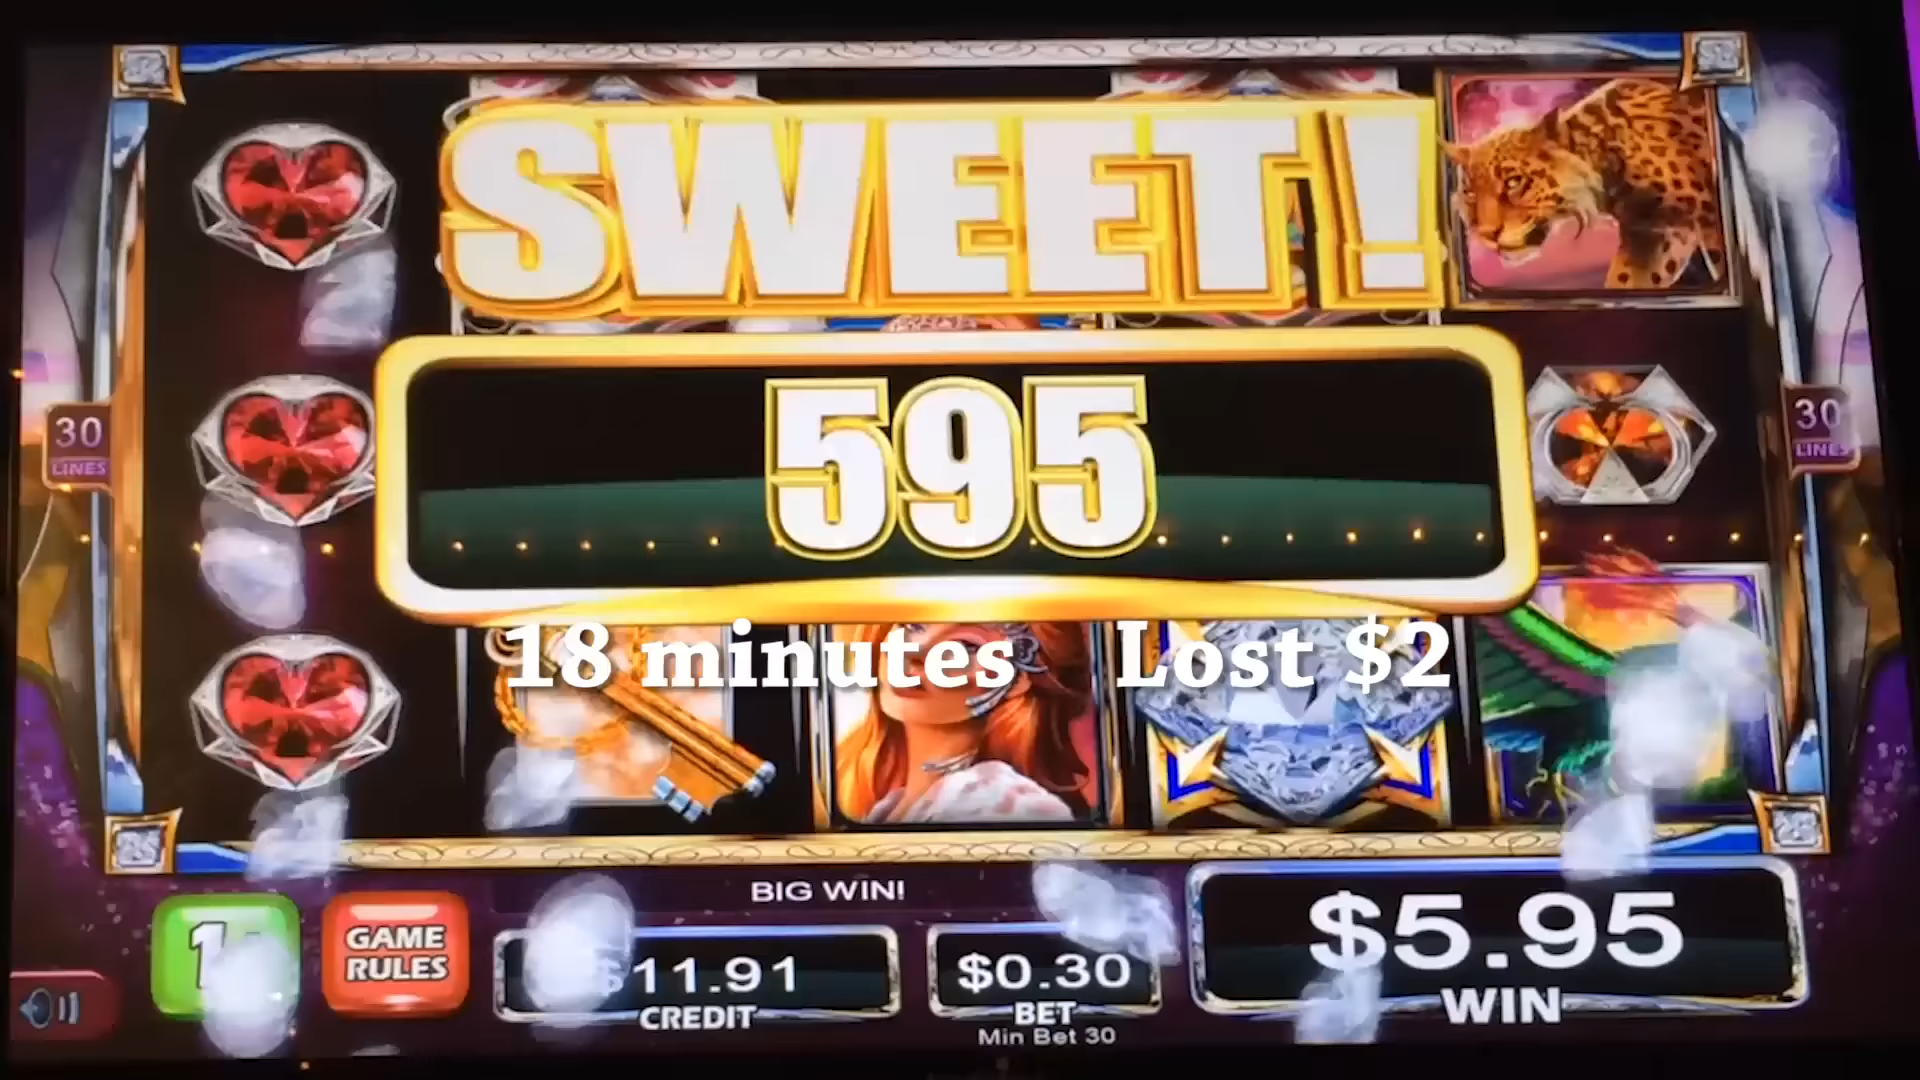 SWEET!
30
LINES
595
30
LINES
18 minutes Lost $2
BIG WIN!
GAME
RULES
$11.91
CREDIT
$0.30
BET
Min Bet 30
$5.95
WIN